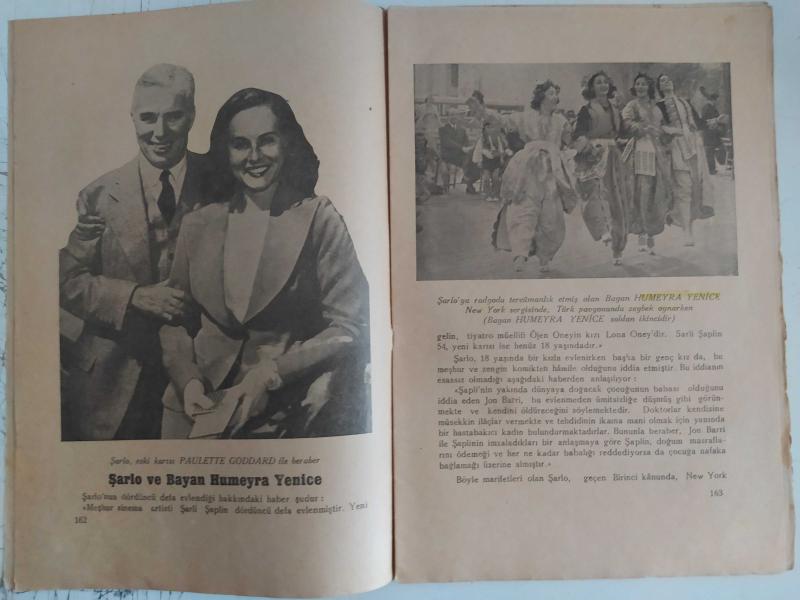 Şarlo, eski karısı PAULETTE GODDARD ile beraber
Şarlo ve Bayan Humeyra Yenice
Şarlo'nun dördüncü defa evlendiği hakkındaki haber şudur :
«Meşhur sinema artisti Şarli Şaplin dördüncü defa evlenmiştir. Yeni
162
Şarlo'ya radyoda tercümanlık etmiş olan Bayan HUMEYRA YENİCE
New York sergisinde, Türk pavyonunda zeybek oynarken
(Bayan HUMEYRA YENİCE soldan ikincidir)
gelin, tiyatro müellifi Öjen Oneyin kızı Lona Oney'dir. Şarli Şaplin
54, yeni karısı ise henüz 18 yaşındadır.»
Şarlo, 18 yaşında bir kızla evlenirken başka bir genç kız da, bu
meşhur ve zengin komikten hâmile olduğunu iddia etmiştir. Bu iddianın
esassız olmadığı aşağıdaki haberden anlaşılıyor :
«Şapli'nin yakında dünyaya doğacak çocuğunun babası olduğunu
iddia eden Jon Barri, bu evlenmeden ümitsizliğe düşmüş gibi görün-
mekte ve kendini öldüreceğini söylemektedir. Doktorlar kendisine
müsekkin ilâçlar vermekte ve tehdidinin ikaına mani olmak için yanında
bir hastabakıcı kadın bulundurmaktadırlar. Bununla beraber, Jon Barri
ile Şaplinin imzaladıkları bir anlaşmaya göre Şaplin, doğum masrafla-
rını ödemeği ve her ne kadar babalığı reddediyorsa da çocuğa nafaka
bağlamağı üzerine almıştır.»
Böyle marifetleri olan Şarlo, geçen Birinci kânunda, New York
163